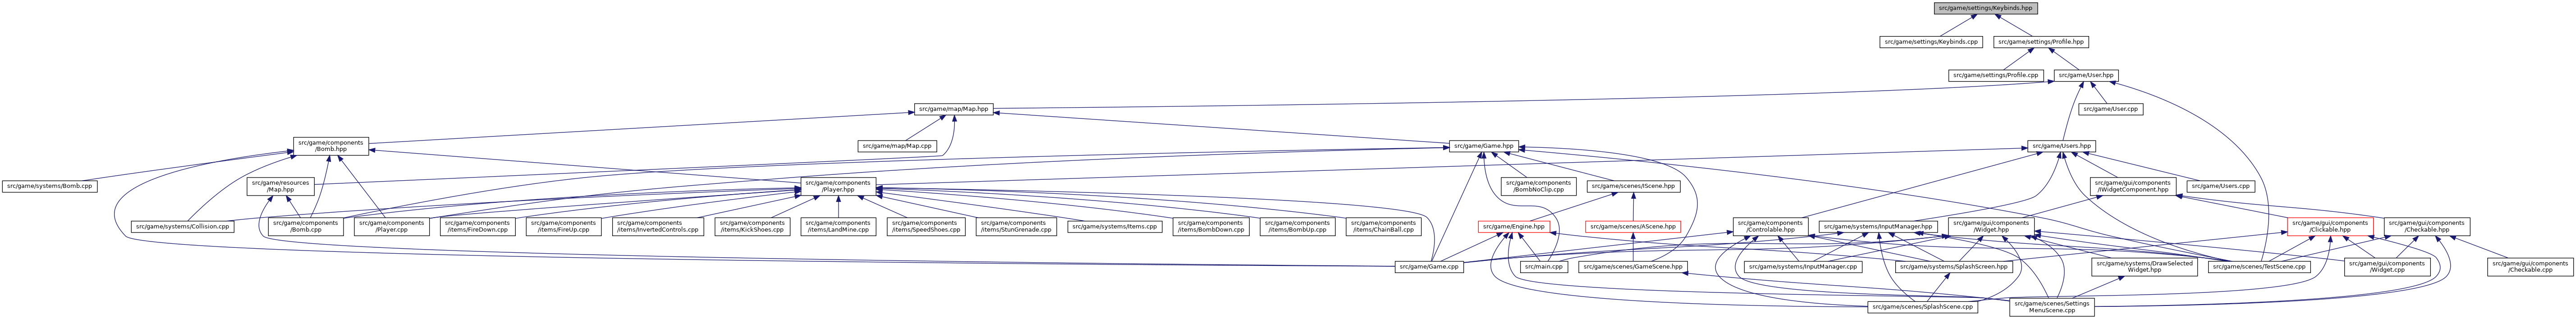 src/game/settings/Keybinds.hpp
src/game/settings/Keybinds.cpp
src/game/settings/Profile.hpp
src/game/settings/Profile.cpp
src/game/User.hpp
src/game/map/Map.hpp
src/game/User.cpp
src/game/components
/Bomb.hpp
src/game/map/Map.cpp
src/game/Game.hpp
src/game/Users.hpp
src/game/systems/Bomb.cpp
src/game/resources
/Map.hpp
src/game/components
/Player.hpp
src/game/components
/BombNoClip.cpp
src/game/scenes/IScene.hpp
src/game/gui/components
/IWidgetComponent.hpp
src/game/Users.cpp
src/game/systems/Collision.cpp
src/game/components
/Bomb.cpp
src/game/components
/Player.cpp
src/game/components
/items/FireDown.cpp
src/game/components
/items/FireUp.cpp
src/game/components
/items/InvertedControls.cpp
src/game/components
/items/KickShoes.cpp
src/game/components
/items/LandMine.cpp
src/game/components
/items/SpeedShoes.cpp
src/game/components
/items/StunGrenade.cpp
src/game/systems/Items.cpp
src/game/components
/items/BombDown.cpp
src/game/components
/items/BombUp.cpp
src/game/components
/items/ChainBall.cpp
src/game/Engine.hpp
src/game/scenes/AScene.hpp
src/game/components
/Controlable.hpp
src/game/systems/InputManager.hpp
src/game/gui/components
/Widget.hpp
src/game/gui/components
/Clickable.hpp
src/game/gui/components
/Checkable.hpp
src/game/Game.cpp
src/main.cpp
src/game/scenes/GameScene.hpp
src/game/systems/InputManager.cpp
src/game/systems/SplashScreen.hpp
src/game/systems/DrawSelected
Widget.hpp
src/game/scenes/TestScene.cpp
src/game/gui/components
/Widget.cpp
src/game/gui/components
/Checkable.cpp
src/game/scenes/SplashScene.cpp
src/game/scenes/Settings
MenuScene.cpp